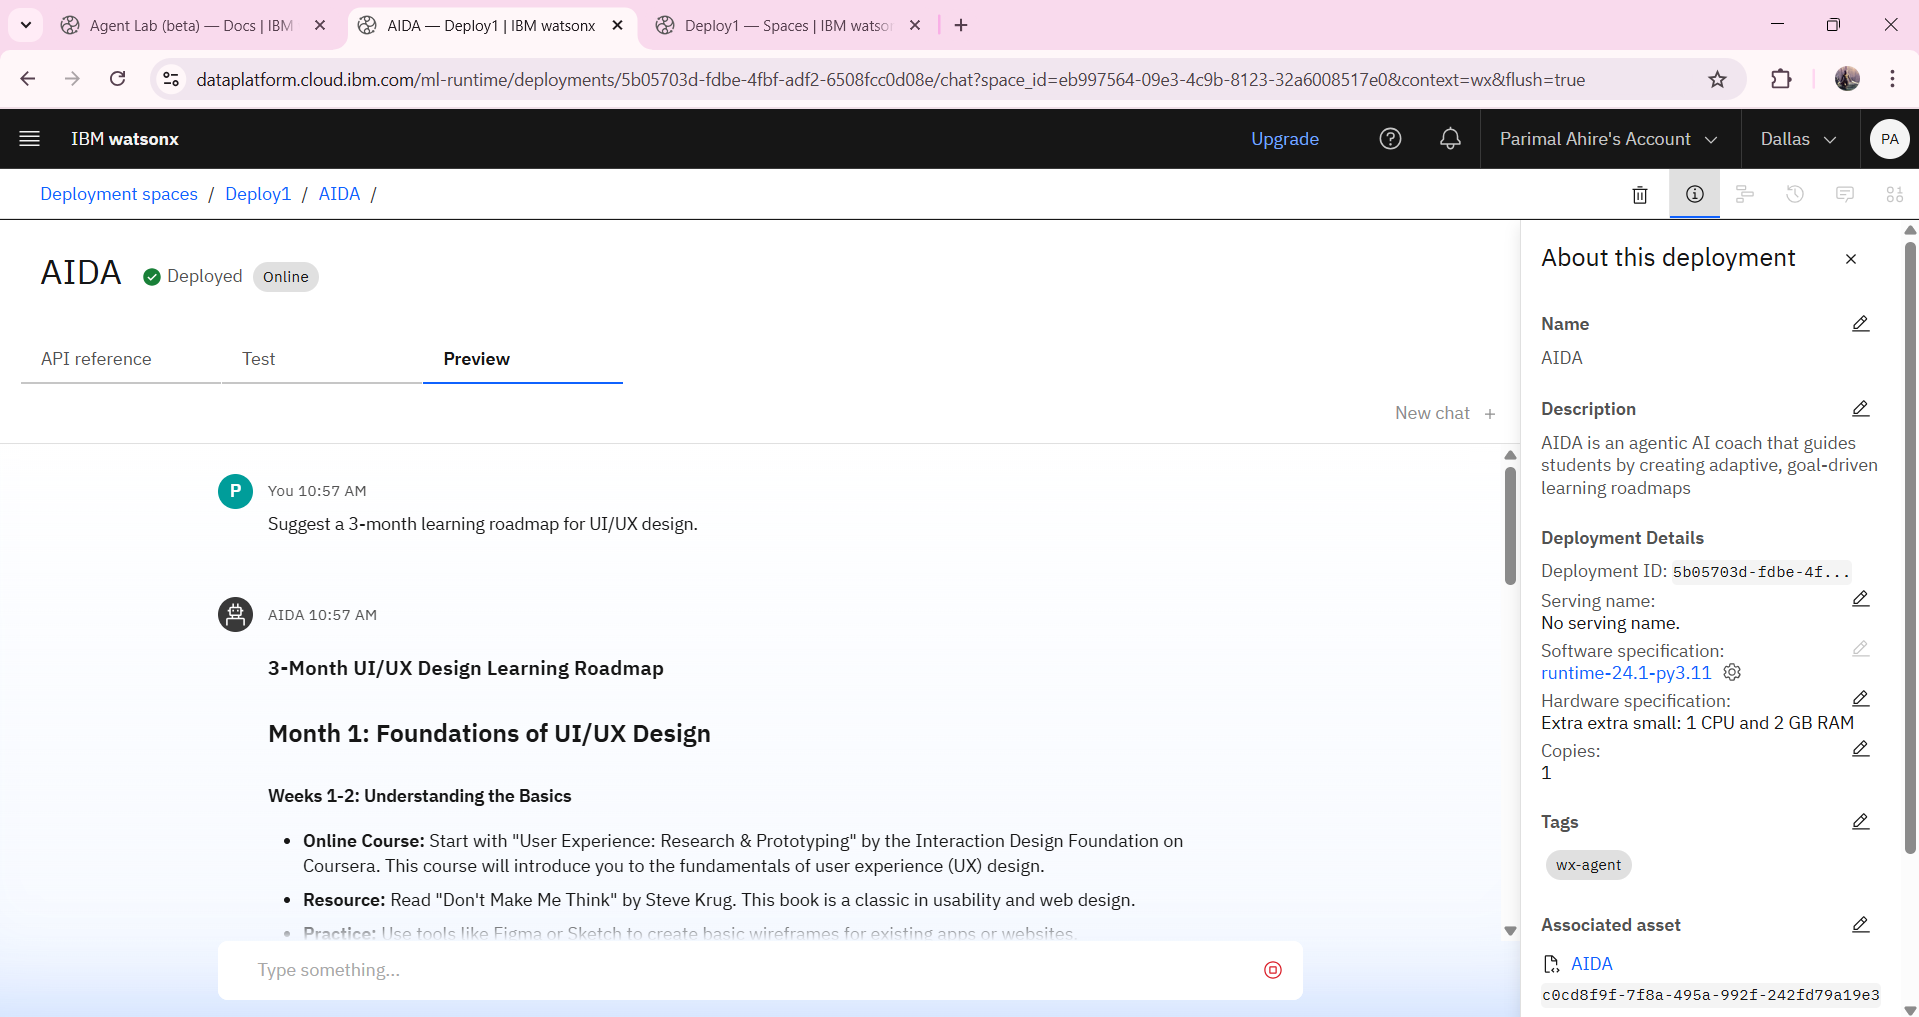 Agent Lab (beta) — Docs | IBM
AIDA — Deploy1 | IBM watsonx
Deploy1 — Spaces | IBM watso
dataplatform.cloud.ibm.com/ml-runtime/deployments/5b05703d-fdbe-4fbf-adf2-6508fcc0d08e/chat?space_id=eb997564-09e3-4c9b-8123-32a6008517e0&context=wx&flush=true
IBM watsonx
Upgrade
Parimal Ahire's Account
Dallas
PA
Deployment spaces / Deploy1 / AIDA /
AIDA
Deployed
Online
API reference
Test
Preview
New chat +
P
You 10:57 AM
Suggest a 3-month learning roadmap for UI/UX design.
AIDA 10:57 AM
3-Month UI/UX Design Learning Roadmap
Month 1: Foundations of UI/UX Design
Weeks 1-2: Understanding the Basics
• Online Course: Start with "User Experience: Research & Prototyping" by the Interaction Design Foundation on
Coursera. This course will introduce you to the fundamentals of user experience (UX) design.
• Resource: Read "Don't Make Me Think" by Steve Krug. This book is a classic in usability and web design.
• Practice: Use tools like Figma or Sketch to create basic wireframes for existing apps or websites.
Type something...
About this deployment
Name
AIDA
Description
AIDA is an agentic AI coach that guides
students by creating adaptive, goal-driven
learning roadmaps
Deployment Details
Deployment ID: 5b05703d-fdbe-4f...
Serving name:
No serving name.
Software specification:
runtime-24.1-py3.11
Hardware specification:
Extra extra small: 1 CPU and 2 GB RAM
Copies:
1
Tags
wx-agent
Associated asset
AIDA
c0cd8f9f-7f8a-495a-992f-242fd79a19e3